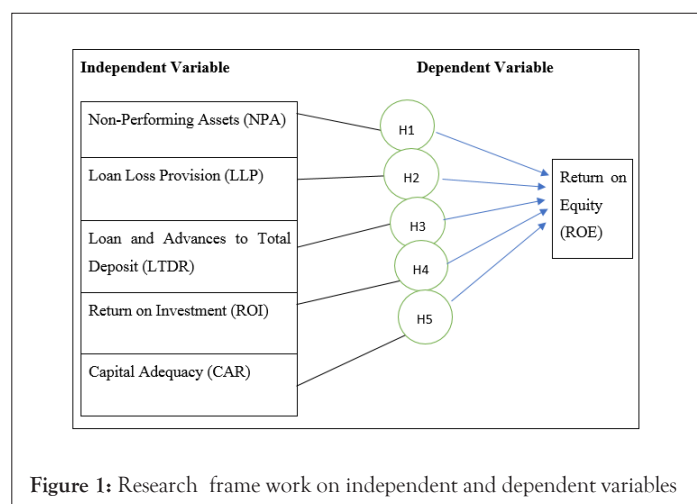 Independent Variable
Dependent Variable
Non-Performing Assets (NPA)
Loan Loss Provision (LLP)
Loan and Advances to Total
Deposit (LTDR)
Return on Investment (ROI)
Capital Adequacy (CAR)
H1
H2
H3
H4
H5
Return on
Equity
(ROE)
Figure 1: Research frame work on independent and dependent variables